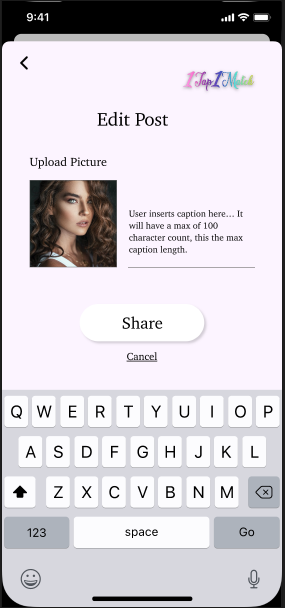 9:41
1Tap1Match
Edit Post
Upload Picture
User inserts caption here... It
will have a max of 100
character count, this the max
caption length.
Share
Cancel
Q W E R T Y U I O P
A S D F G H J K L
Z X C V B N M
123 space Go